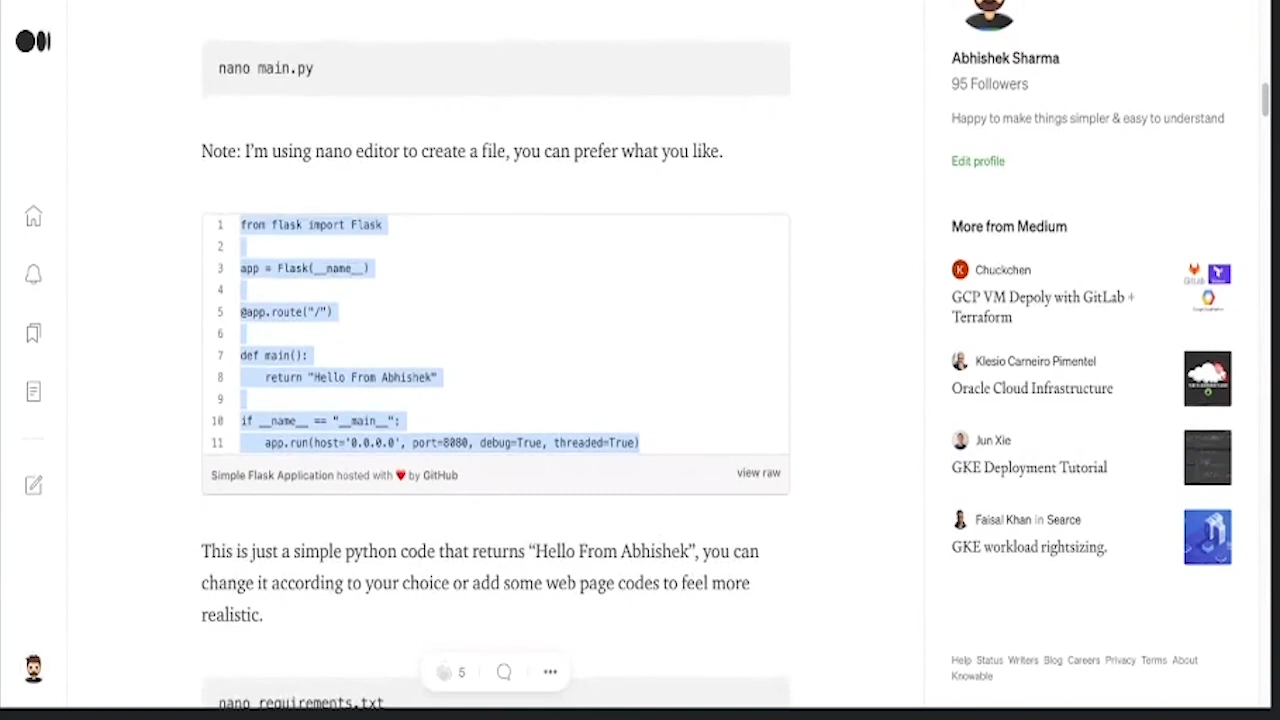 nano main.py
Note: I'm using nano editor to create a file, you can prefer what you like.
1 from flask import Flask
2
3 app = Flask(__name__)
4
5 @app.route("/")
6
7 def main():
8 return "Hello From Abhishek"
9
10 if __name__ == "__main__":
11 app.run(host='0.0.0.0', port=8080, debug=True, threaded=True)
Simple Flask Application hosted with ❤ by GitHub
view raw
This is just a simple python code that returns “Hello From Abhishek”, you can
change it according to your choice or add some web page codes to feel more
realistic.
5
nano requirements.txt
Abhishek Sharma
95 Followers
Happy to make things simpler & easy to understand
Edit profile
More from Medium
K Chuckchen
GCP VM Depoly with GitLab +
Terraform
Klesio Carneiro Pimentel
Oracle Cloud Infrastructure
Jun Xie
GKE Deployment Tutorial
Faisal Khan in Searce
GKE workload rightsizing.
Help Status Writers Blog Careers Privacy Terms About
Knowable